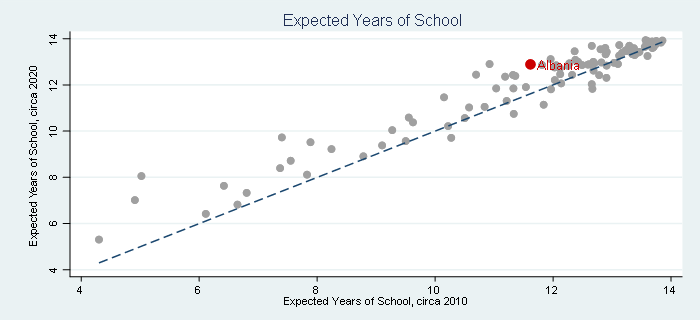 Expected Years of School
14
12
10
8
6
4
Expected Years of School, circa 2020
Albania
4 6 8 10 12 14
Expected Years of School, circa 2010